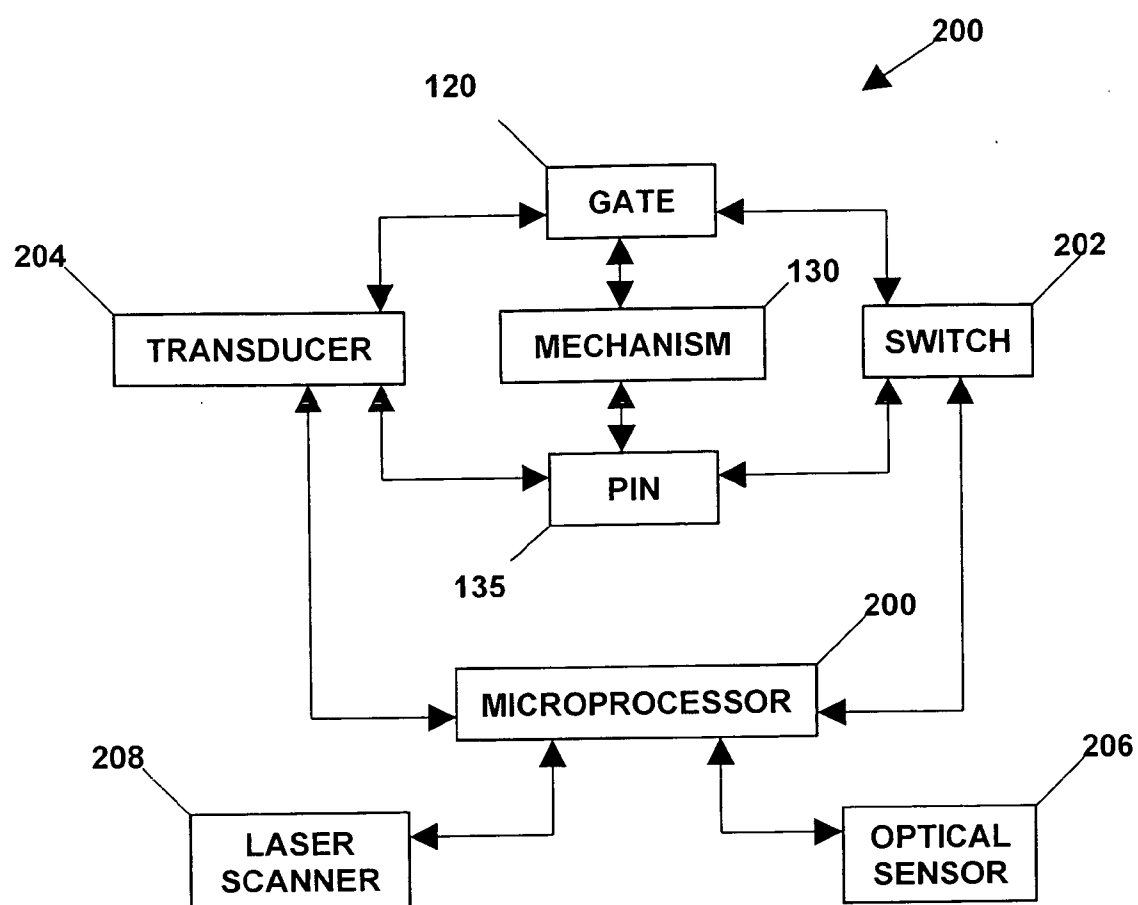 200
120
GATE
204
130
202
TRANSDUCER
MECHANISM
SWITCH
PIN
135
200
MICROPROCESSOR
208
206
LASER
SCANNER
OPTICAL
SENSOR